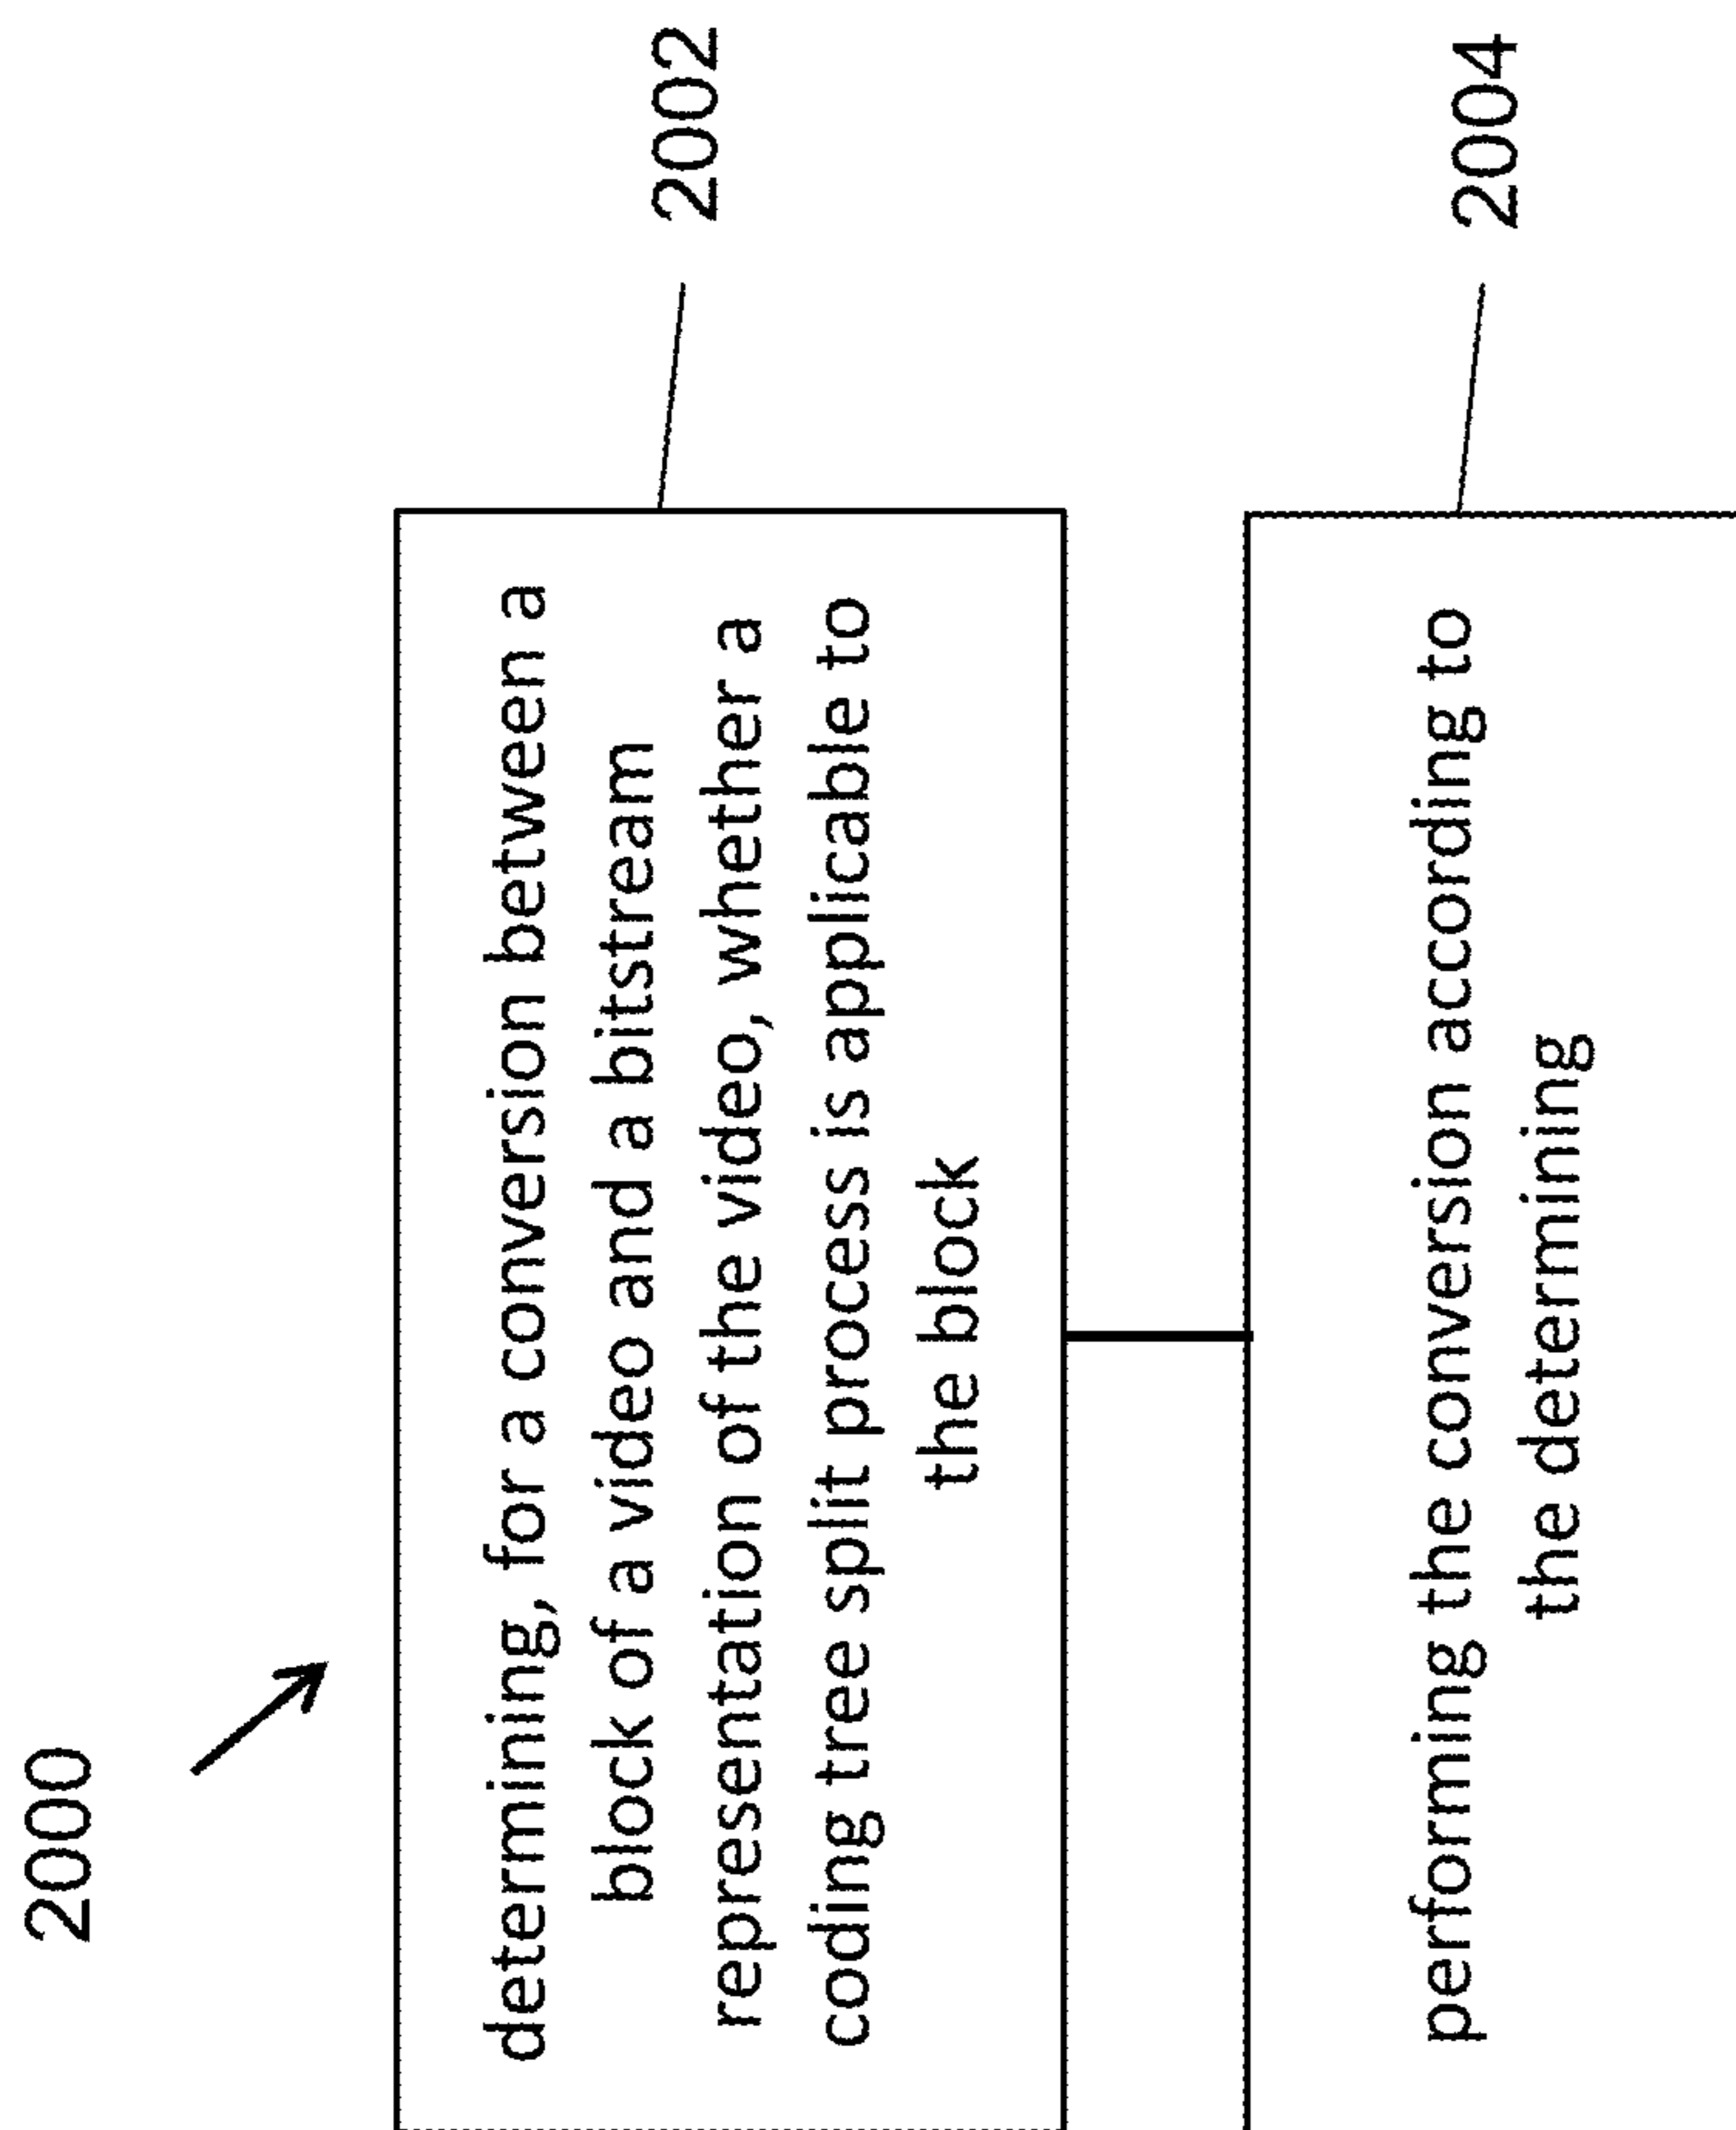 2000
determining, for a conversion between a
block of a video and a bitstream
representation of the video, whether a
coding tree split process is applicable to
the block
2002
performing the conversion according to
the determining
2004